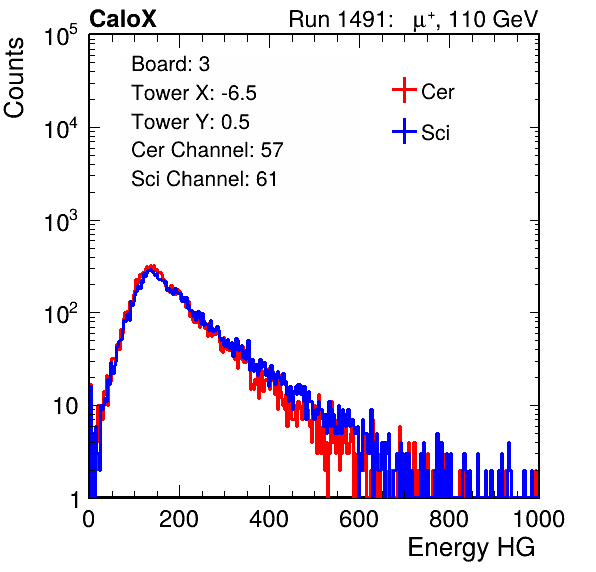 CaloX Run 1491: μ⁺, 110 GeV
Counts
10⁵
10⁴
10³
10²
10
1
Board: 3
Tower X: -6.5
Tower Y: 0.5
Cer Channel: 57
Sci Channel: 61
Cer
Sci
0 200 400 600 800 1000
Energy HG